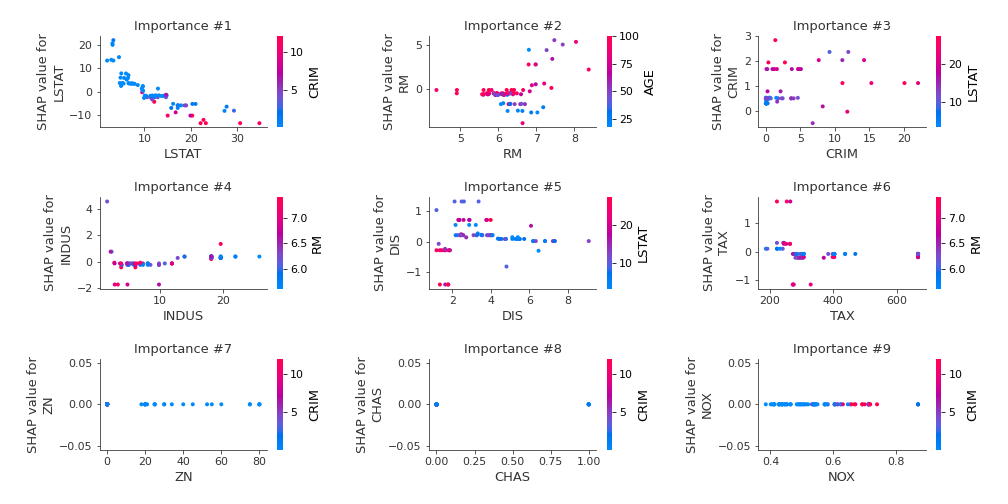 Importance #1
SHAP value for
LSTAT
20
10
0
−10
10
20
30
LSTAT
10
5
CRIM
Importance #2
SHAP value for
RM
5
0
5
6
7
8
RM
100
75
50
25
AGE
Importance #3
SHAP value for
CRIM
3
2
1
0
0
5
10
15
20
CRIM
20
10
LSTAT
Importance #4
SHAP value for
INDUS
4
2
0
−2
10
20
INDUS
7.0
6.5
6.0
RM
Importance #5
SHAP value for
DIS
1
0
−1
2
4
6
8
DIS
20
10
LSTAT
Importance #6
SHAP value for
TAX
1
0
−1
200
400
600
TAX
7.0
6.5
6.0
RM
Importance #7
SHAP value for
ZN
0.05
0.00
−0.05
0
20
40
60
80
ZN
10
5
CRIM
Importance #8
SHAP value for
CHAS
0.05
0.00
−0.05
0.00
0.25
0.50
0.75
1.00
CHAS
10
5
CRIM
Importance #9
SHAP value for
NOX
0.05
0.00
−0.05
0.4
0.6
0.8
NOX
10
5
CRIM